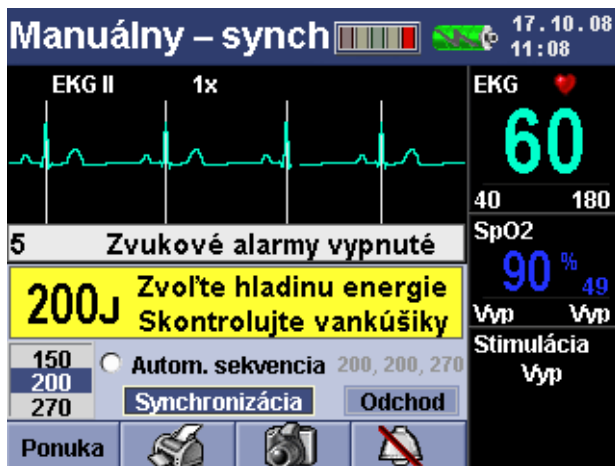 Manuálny – synch
17.10.08
11:08
EKG II 1x
EKG
60
40 180
5 Zvukové alarmy vypnuté
SpO2
90 % 49
Vyp Vyp
200J Zvoľte hladinu energie
Skontrolujte vankúšiky
Stimulácia
Vyp
150
200
270
Autom. sekvencia 200, 200, 270
Synchronizácia Odchod
Ponuka